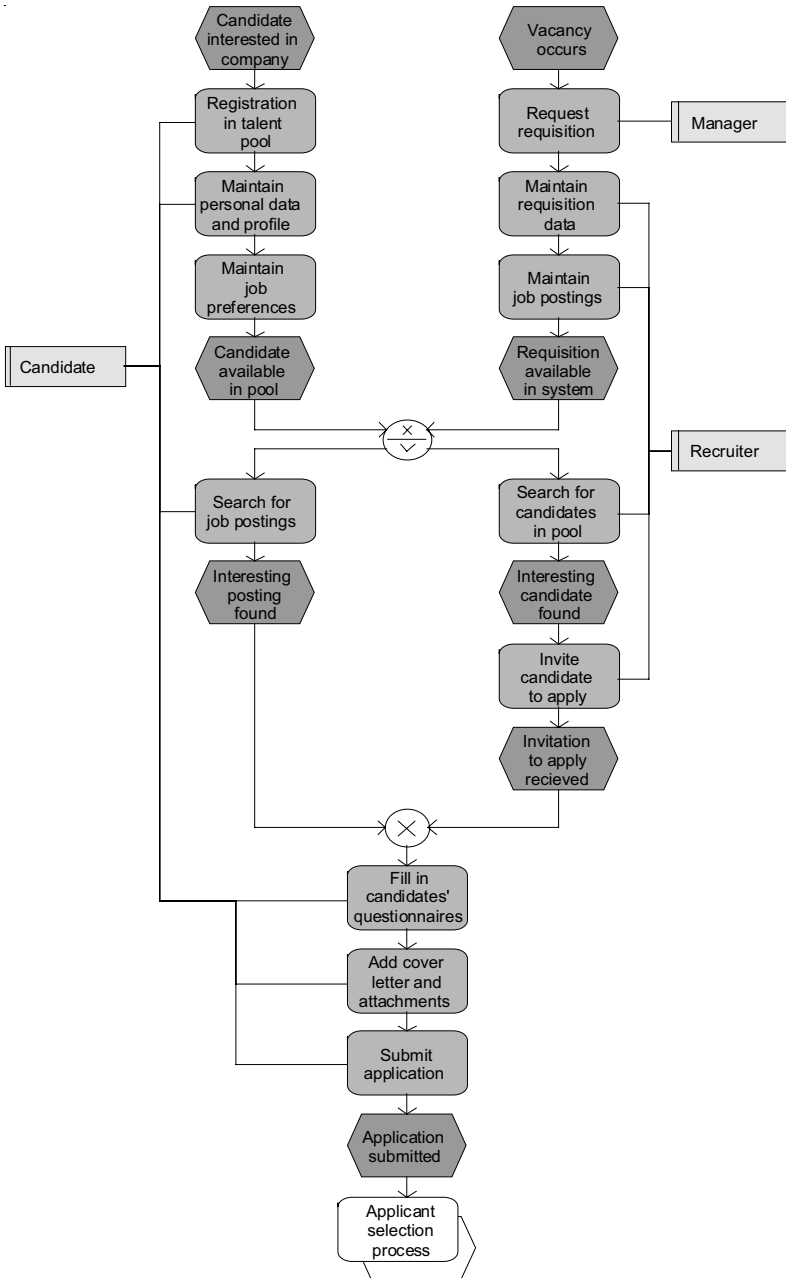 Candidate
interested in
company
Vacancy
occurs
Registration
in talent
pool
Request
requisition
Manager
Maintain
personal data
and profile
Maintain
requisition
data
Maintain
job
preferences
Maintain
job postings
Candidate
Candidate
available
in pool
Requisition
available
in system
Recruiter
Search for
job postings
Search for
candidates
in pool
Interesting
posting
found
Interesting
candidate
found
Invite
candidate
to apply
Invitation
to apply
recieved
Fill in
candidates'
questionnaires
Add cover
letter and
attachments
Submit
application
Application
submitted
Applicant
selection
process